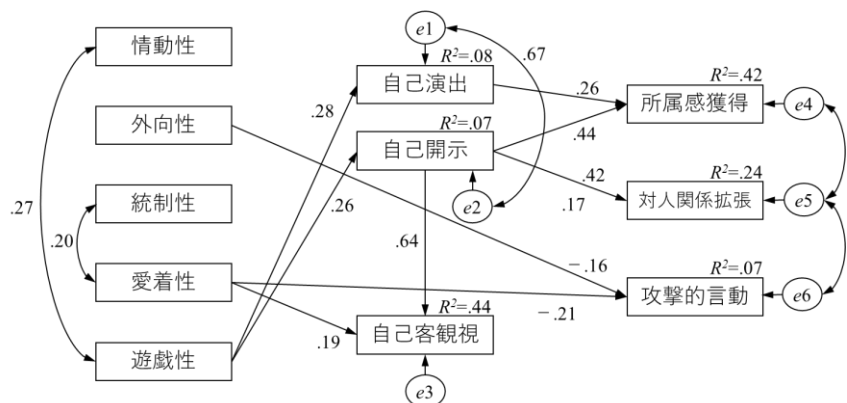 e1
情動性
R²=.08
.67
R²=.42
自己演出
.26
所属感獲得
e4
外向性
.28
R²=.07
自己開示
.44
R²=.24
.42
統制性
e2
対人関係拡張
e5
.27
.26
.17
.20
.64
−.16
R²=.07
愛着性
攻撃的言動
e6
R²=.44
−.21
自己客観視
.19
遊戯性
e3